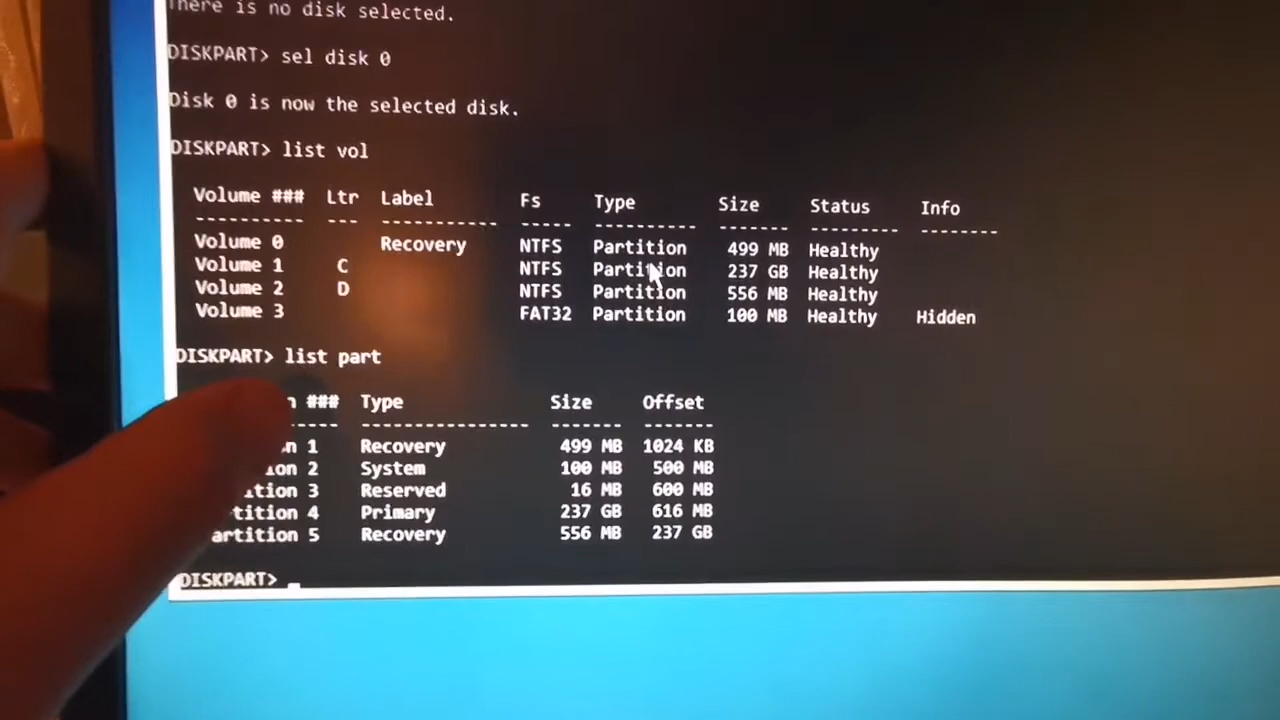 There is no disk selected.
DISKPART> sel disk 0
Disk 0 is now the selected disk.
DISKPART> list vol
Volume ### Ltr Label Fs Type Size Status Info
---------- --- ----------- ----- ---------- ------- --------- --------
Volume 0 Recovery NTFS Partition 499 MB Healthy
Volume 1 C NTFS Partition 237 GB Healthy
Volume 2 D NTFS Partition 556 MB Healthy
Volume 3 FAT32 Partition 100 MB Healthy Hidden
DISKPART> list part
n ### Type Size Offset
----- ---------------- ------- -------
n 1 Recovery 499 MB 1024 KB
ion 2 System 100 MB 500 MB
ition 3 Reserved 16 MB 600 MB
tition 4 Primary 237 GB 616 MB
artition 5 Recovery 556 MB 237 GB
DISKPART>